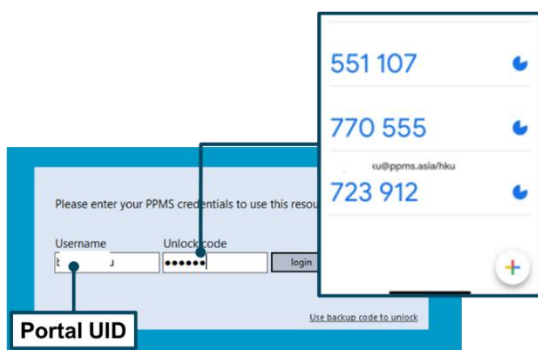 551 107
770 555
u@ppms.asia/hku
723 912
Please enter your PPMS credentials to use this
Username
Unlock code
••••••
login
Use backup code to unlock
Portal UID